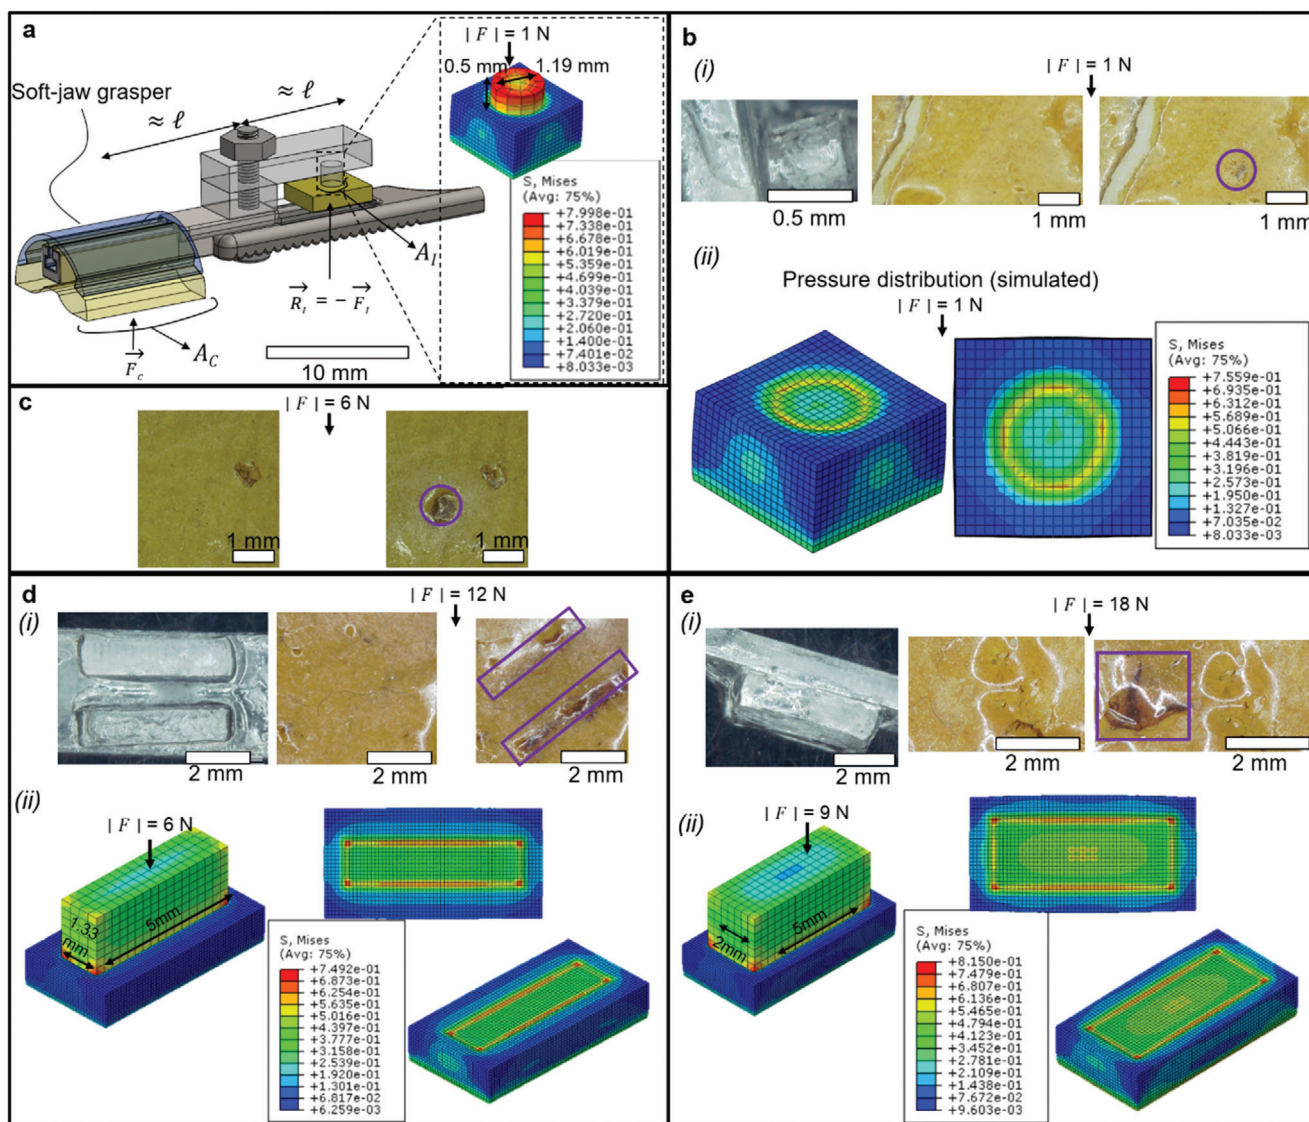 a
Soft-jaw grasper
≈ ℓ
≈ ℓ
| F | = 1 N
0.5 mm
1.19 mm
S, Mises
(Avg: 75%)
+7.998e-01
+7.338e-01
+6.678e-01
+6.019e-01
+5.359e-01
+4.699e-01
+4.039e-01
+3.379e-01
+2.720e-01
+2.060e-01
+1.400e-01
+7.401e-02
+8.033e-03
A_I
R_t = − F_t
F_c
A_C
10 mm
b
(i)
| F | = 1 N
0.5 mm
1 mm
1 mm
(ii)
Pressure distribution (simulated)
| F | = 1 N
S, Mises
(Avg: 75%)
+7.559e-01
+6.935e-01
+6.312e-01
+5.689e-01
+5.066e-01
+4.443e-01
+3.819e-01
+3.196e-01
+2.573e-01
+1.950e-01
+1.327e-01
+7.035e-02
+8.033e-03
c
| F | = 6 N
1 mm
1 mm
d
(i)
| F | = 12 N
2 mm
2 mm
2 mm
(ii)
| F | = 6 N
1.33
mm
5mm
S, Mises
(Avg: 75%)
+7.492e-01
+6.873e-01
+6.254e-01
+5.635e-01
+5.016e-01
+4.397e-01
+3.777e-01
+3.158e-01
+2.539e-01
+1.920e-01
+1.301e-01
+6.817e-02
+6.259e-03
e
(i)
| F | = 18 N
2 mm
2 mm
2 mm
(ii)
| F | = 9 N
2mm
5mm
S, Mises
(Avg: 75%)
+8.150e-01
+7.479e-01
+6.807e-01
+6.136e-01
+5.465e-01
+4.794e-01
+4.123e-01
+3.452e-01
+2.781e-01
+2.109e-01
+1.438e-01
+7.672e-02
+9.603e-03